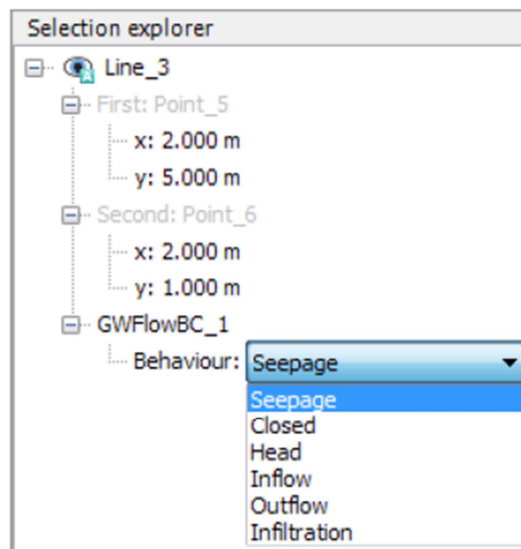 Selection explorer
Line_3
First: Point_5
x: 2.000 m
y: 5.000 m
Second: Point_6
x: 2.000 m
y: 1.000 m
GWFlowBC_1
Behaviour: Seepage
Seepage
Closed
Head
Inflow
Outflow
Infiltration